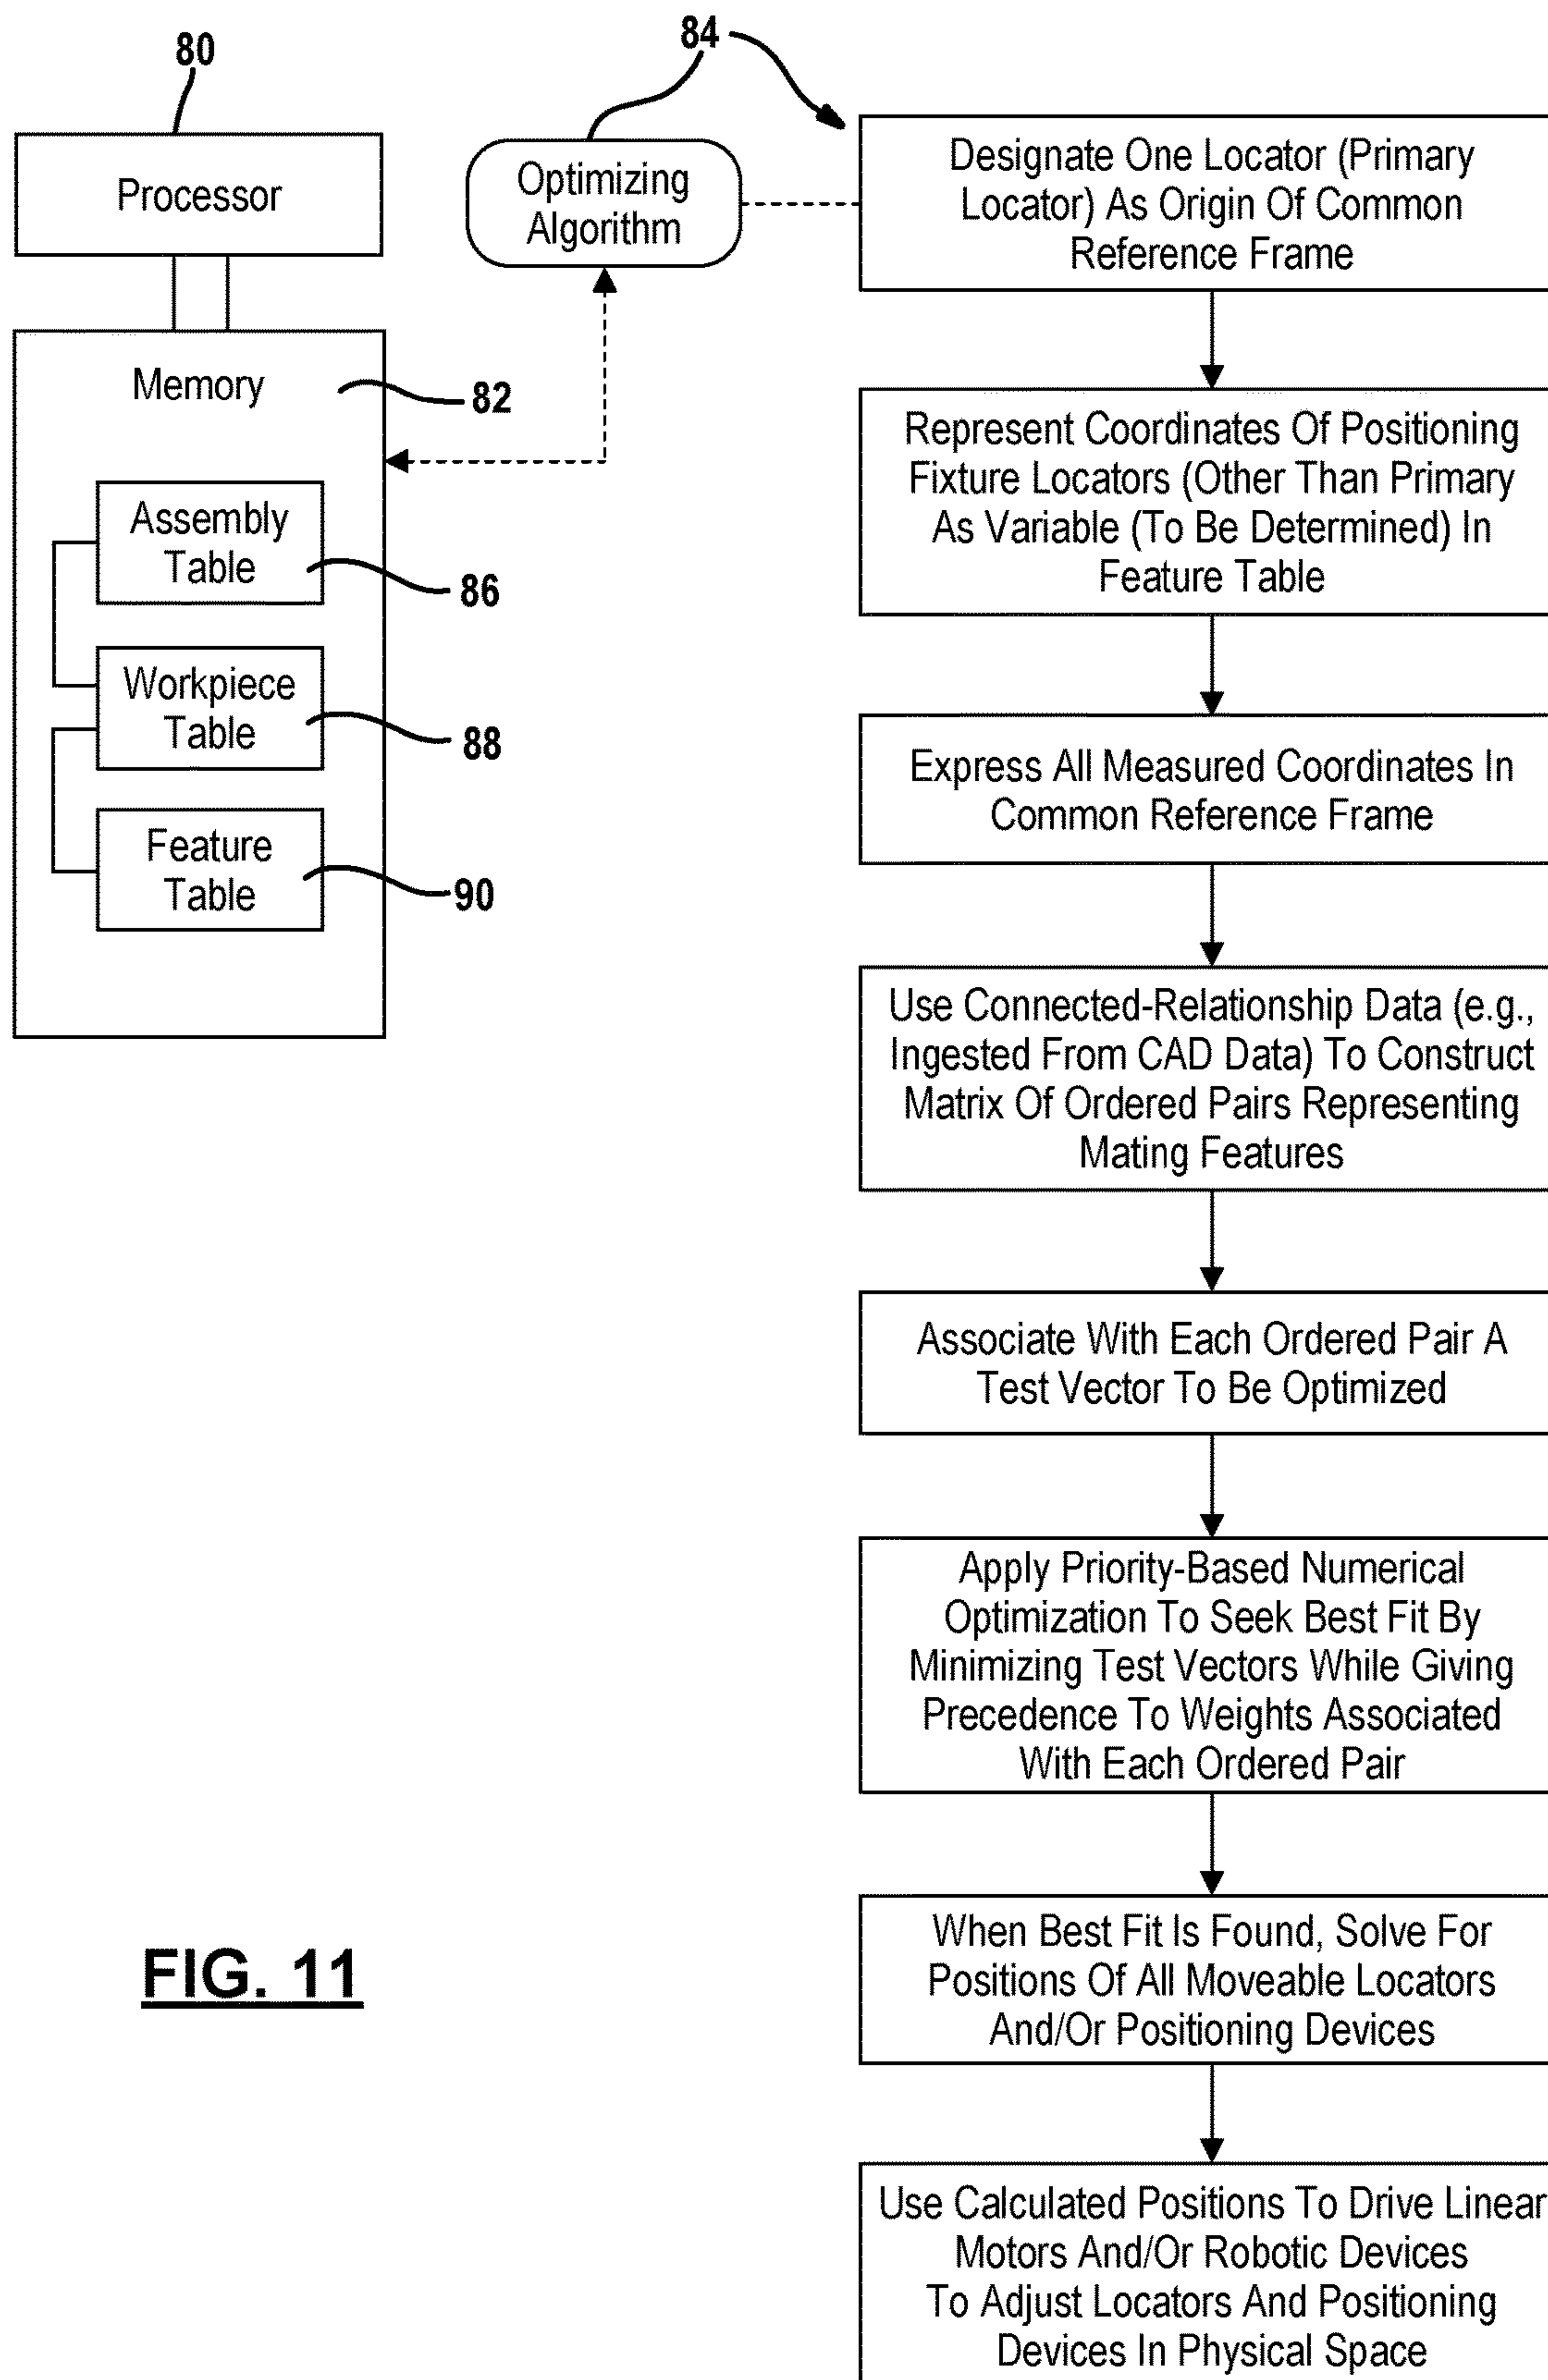 80
Processor
Memory
82
Assembly
Table
86
Workpiece
Table
88
Feature
Table
90
84
Optimizing
Algorithm
Designate One Locator (Primary
Locator) As Origin Of Common
Reference Frame
Represent Coordinates Of Positioning
Fixture Locators (Other Than Primary
As Variable (To Be Determined) In
Feature Table
Express All Measured Coordinates In
Common Reference Frame
Use Connected-Relationship Data (e.g.,
Ingested From CAD Data) To Construct
Matrix Of Ordered Pairs Representing
Mating Features
Associate With Each Ordered Pair A
Test Vector To Be Optimized
Apply Priority-Based Numerical
Optimization To Seek Best Fit By
Minimizing Test Vectors While Giving
Precedence To Weights Associated
With Each Ordered Pair
When Best Fit Is Found, Solve For
Positions Of All Moveable Locators
And/Or Positioning Devices
Use Calculated Positions To Drive Linear
Motors And/Or Robotic Devices
To Adjust Locators And Positioning
Devices In Physical Space
FIG. 11